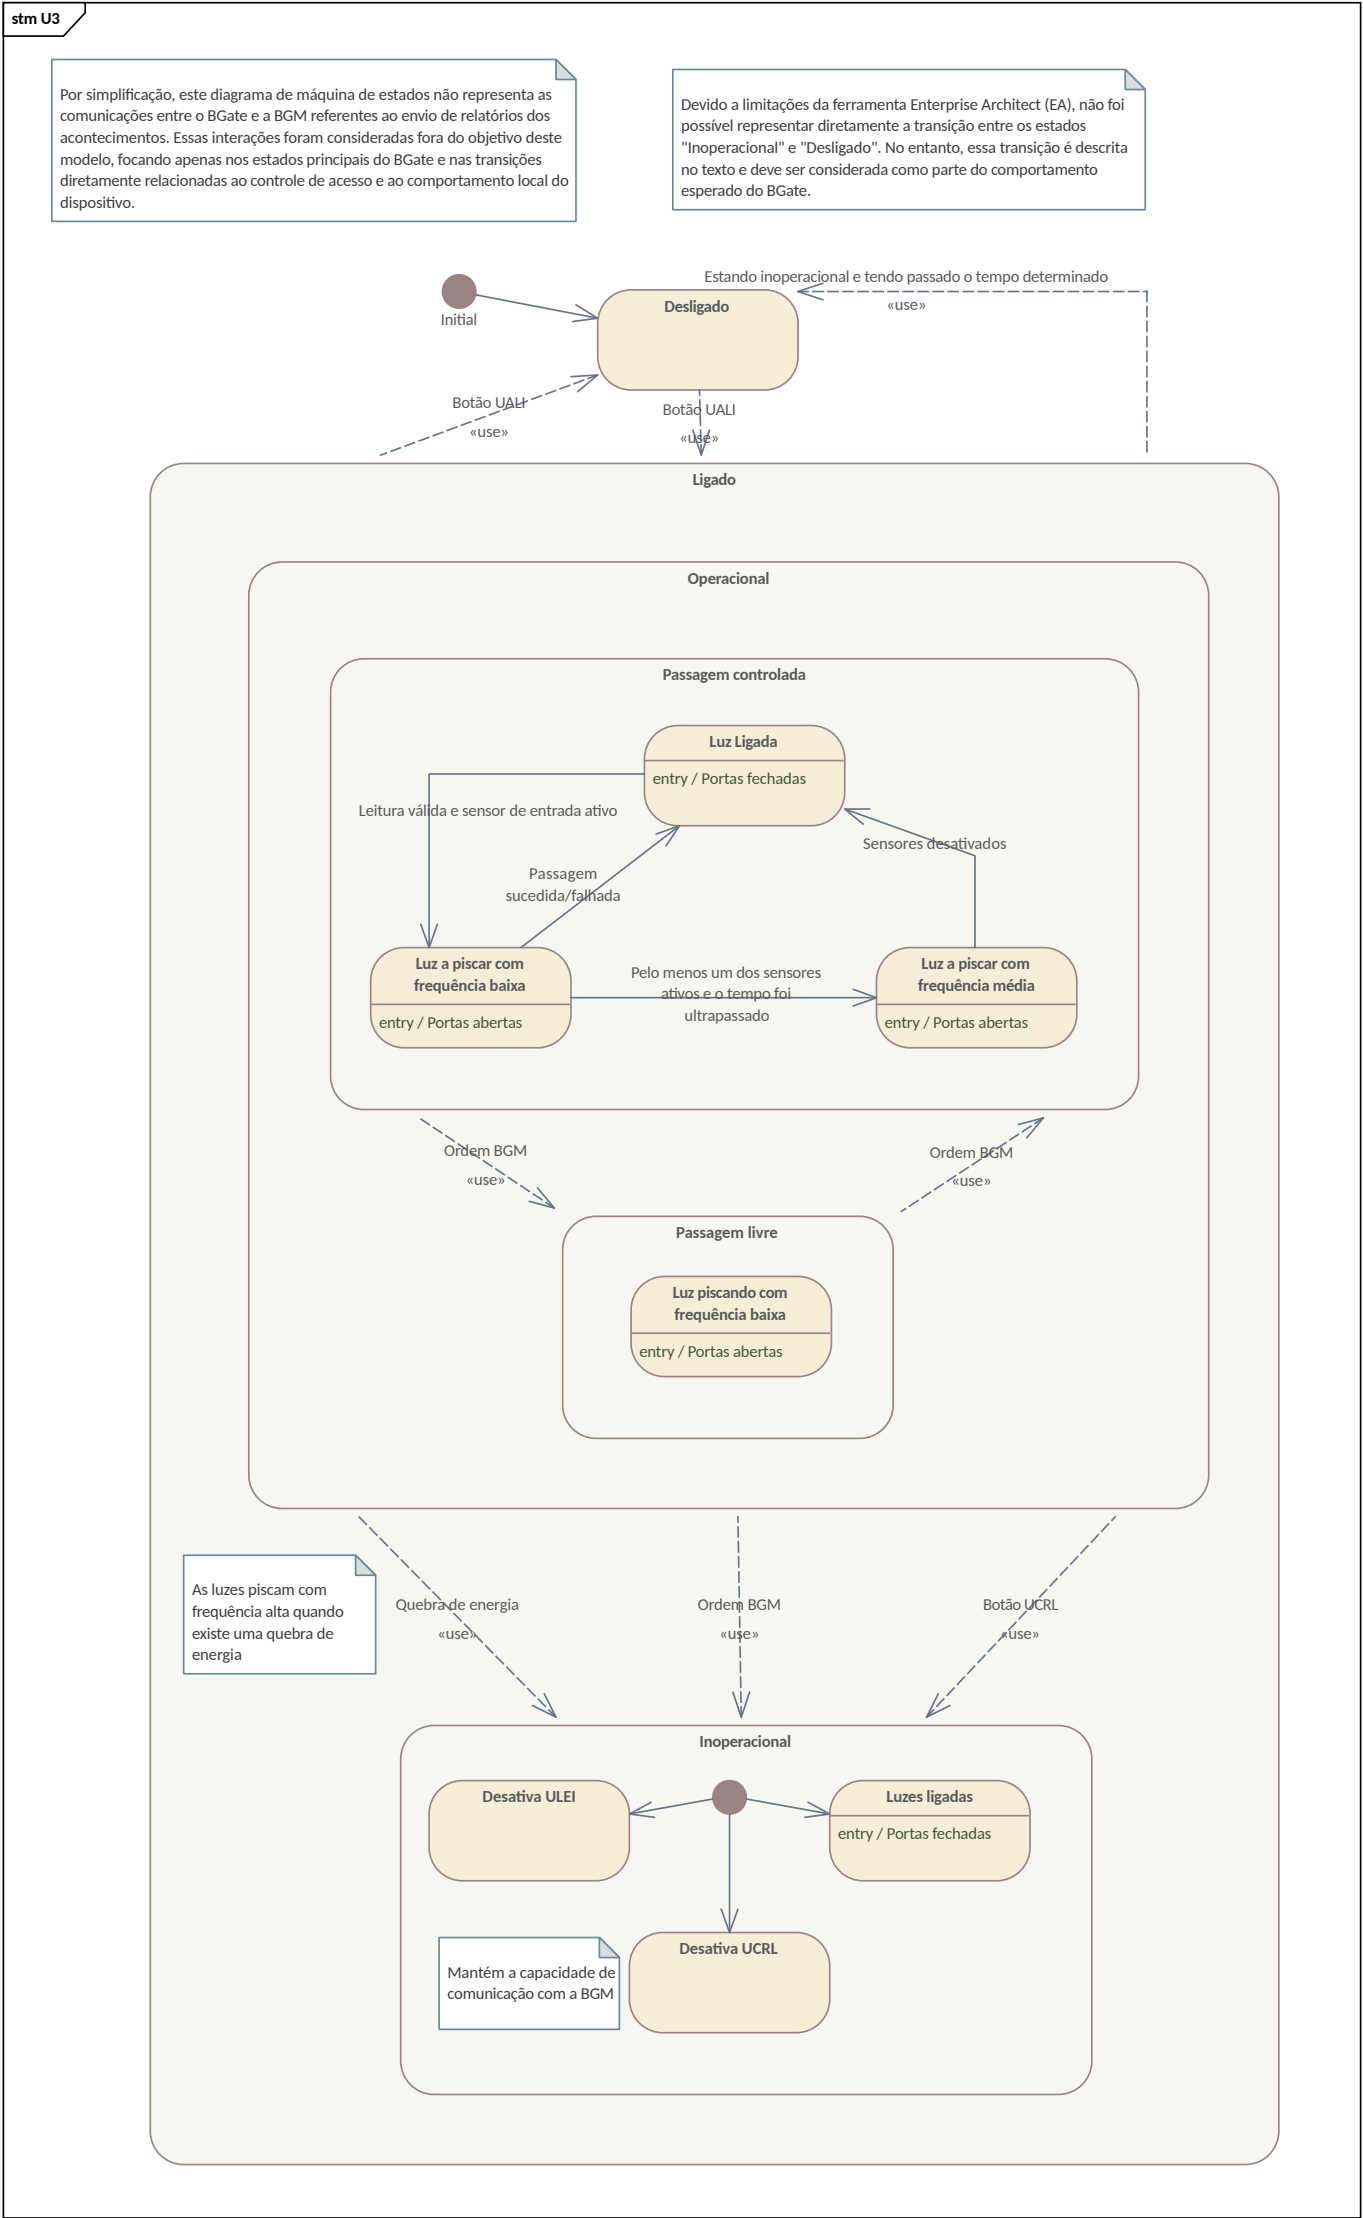 stm U3
Por simplificação, este diagrama de máquina de estados não representa as
comunicações entre o BGate e a BGM referentes ao envio de relatórios dos
acontecimentos. Essas interações foram consideradas fora do objetivo deste
modelo, focando apenas nos estados principais do BGate e nas transições
diretamente relacionadas ao controle de acesso e ao comportamento local do
dispositivo.
Devido a limitações da ferramenta Enterprise Architect (EA), não foi
possível representar diretamente a transição entre os estados
"Inoperacional" e "Desligado". No entanto, essa transição é descrita
no texto e deve ser considerada como parte do comportamento
esperado do BGate.
Estando inoperacional e tendo passado o tempo determinado
«use»
Initial
Desligado
Botão UALI
«use»
Botão UALI
«use»
Ligado
Operacional
Passagem controlada
Luz Ligada
entry / Portas fechadas
Leitura válida e sensor de entrada ativo
Sensores desativados
Passagem
sucedida/falhada
Luz a piscar com
frequência baixa
entry / Portas abertas
Pelo menos um dos sensores
ativos e o tempo foi
ultrapassado
Luz a piscar com
frequência média
entry / Portas abertas
Ordem BGM
«use»
Ordem BGM
«use»
Passagem livre
Luz piscando com
frequência baixa
entry / Portas abertas
As luzes piscam com
frequência alta quando
existe uma quebra de
energia
Quebra de energia
«use»
Ordem BGM
«use»
Botão UCRL
«use»
Inoperacional
Desativa ULEI
Luzes ligadas
entry / Portas fechadas
Desativa UCRL
Mantém a capacidade de
comunicação com a BGM